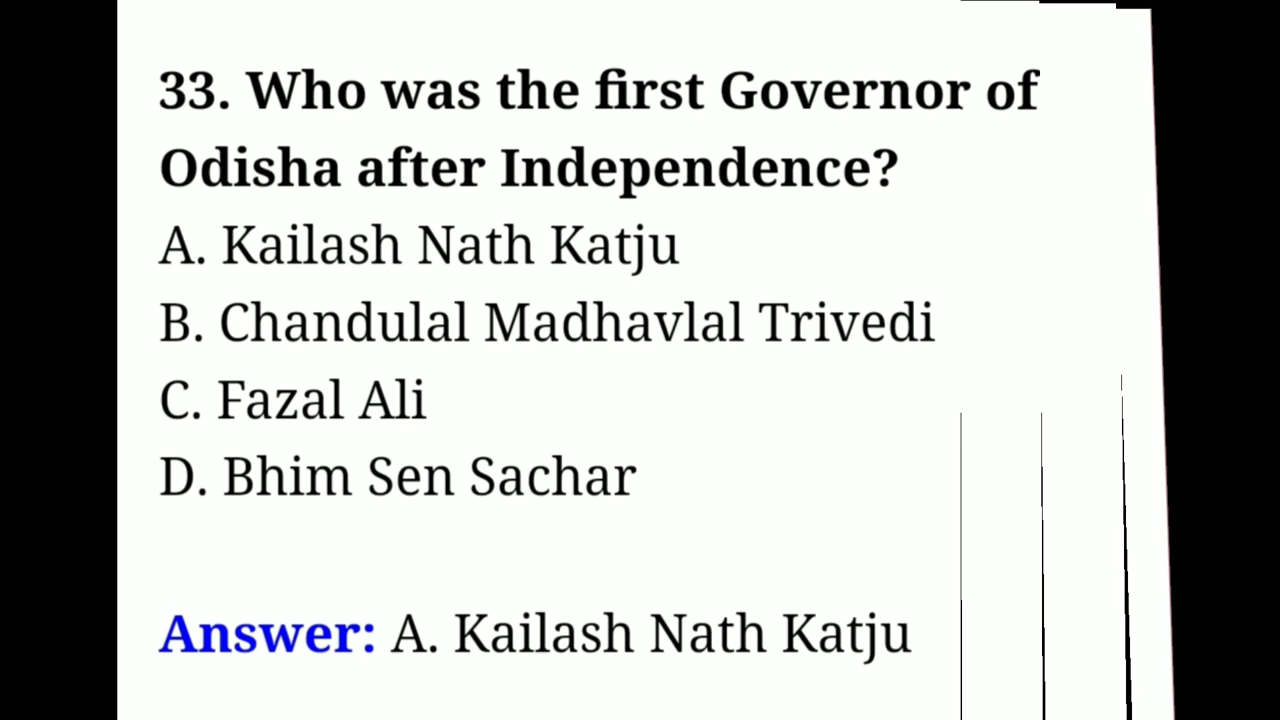 33. Who was the first Governor of
Odisha after Independence?
A. Kailash Nath Katju
B. Chandulal Madhavlal Trivedi
C. Fazal Ali
D. Bhim Sen Sachar
Answer: A. Kailash Nath Katju